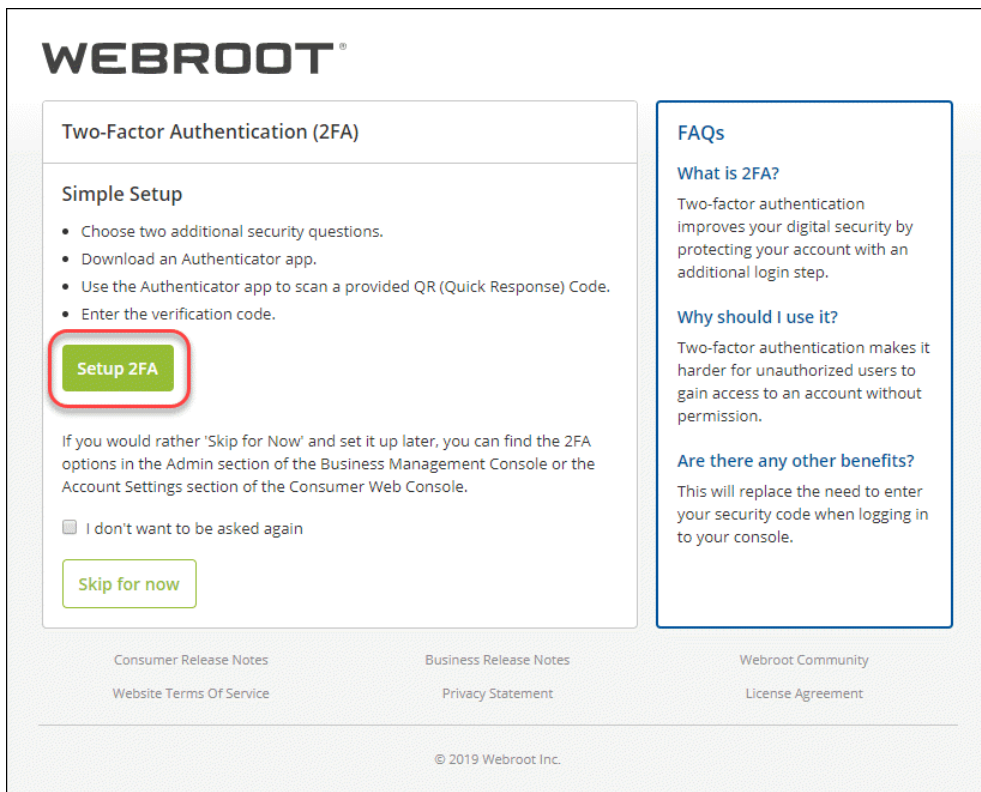 WEBROOT®
Two-Factor Authentication (2FA)
Simple Setup
• Choose two additional security questions.
• Download an Authenticator app.
• Use the Authenticator app to scan a provided QR (Quick Response) Code.
• Enter the verification code.
Setup 2FA
If you would rather 'Skip for Now' and set it up later, you can find the 2FA
options in the Admin section of the Business Management Console or the
Account Settings section of the Consumer Web Console.
I don't want to be asked again
Skip for now
FAQs
What is 2FA?
Two-factor authentication
improves your digital security by
protecting your account with an
additional login step.
Why should I use it?
Two-factor authentication makes it
harder for unauthorized users to
gain access to an account without
permission.
Are there any other benefits?
This will replace the need to enter
your security code when logging in
to your console.
Consumer Release Notes
Business Release Notes
Webroot Community
Website Terms Of Service
Privacy Statement
License Agreement
© 2019 Webroot Inc.